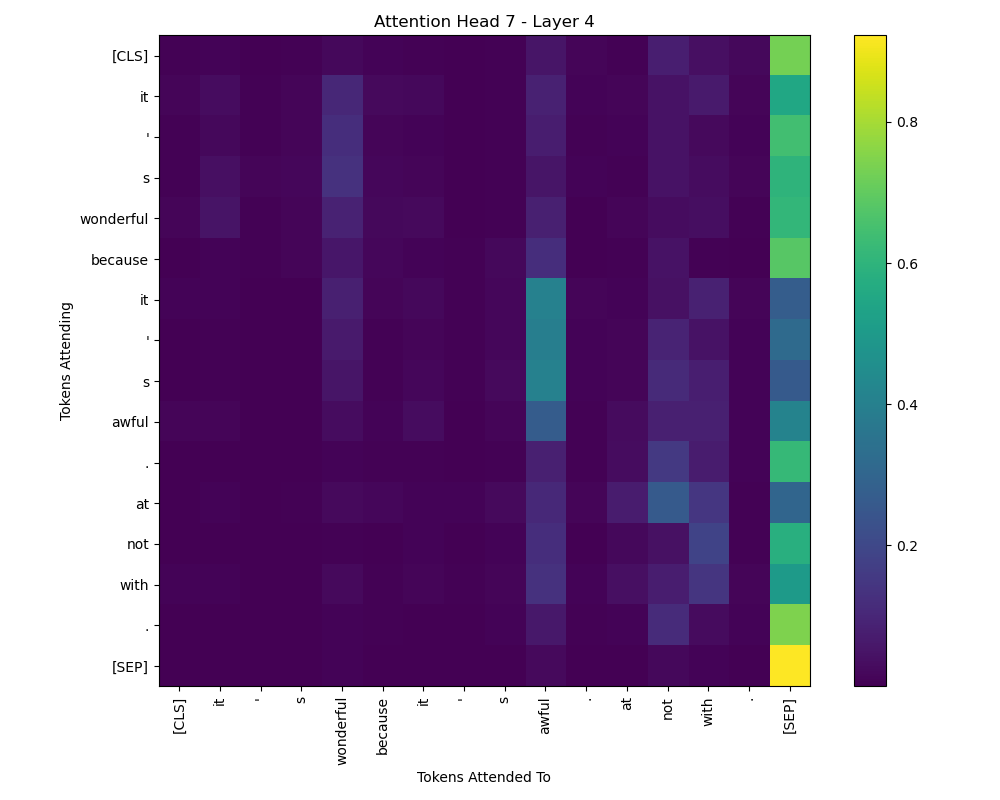 Attention Head 7 - Layer 4
[CLS]
it
'
s
wonderful
because
it
'
s
awful
.
at
not
with
.
[SEP]
Tokens Attending
[CLS]
it
'
s
wonderful
because
it
'
s
awful
.
at
not
with
.
[SEP]
Tokens Attended To
0.8
0.6
0.4
0.2